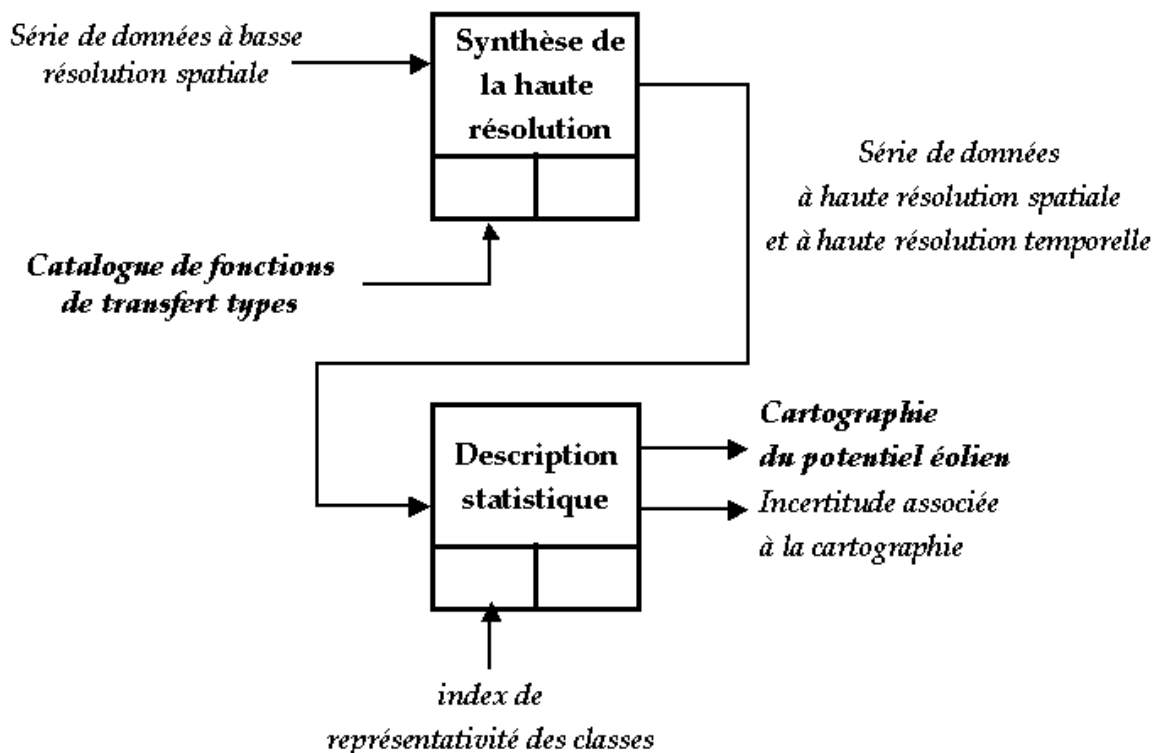 Série de données à basse
résolution spatiale
Synthèse de
la haute
résolution
Série de données
à haute résolution spatiale
et à haute résolution temporelle
Catalogue de fonctions
de transfert types
Description
statistique
Cartographie
du potentiel éolien
Incertitude associée
à la cartographie
index de
représentativité des classes